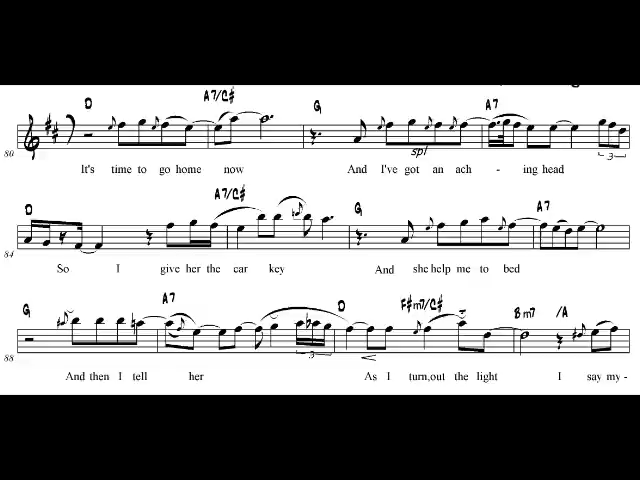 D A7/C# G A7
80 spl 3
It's time to go home now And I've got an ach - ing head
D A7/C# G A7
84
So I give her the car key And she help me to bed
G A7 D F#m7/C# Bm7 /A
88 3
And then I tell her As I turn,out the light I say my-